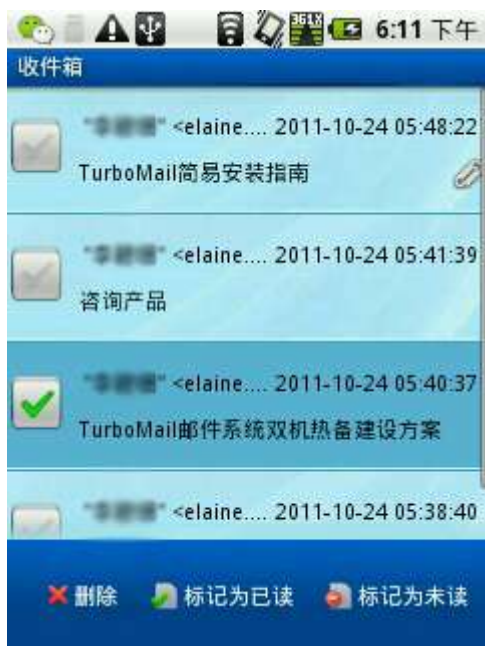 361X
6:11 下午
收件箱
<elaine.... 2011-10-24 05:48:22
TurboMail简易安装指南
<elaine.... 2011-10-24 05:41:39
咨询产品
<elaine.... 2011-10-24 05:40:37
TurboMail邮件系统双机热备建设方案
<elaine.... 2011-10-24 05:38:40
删除 标记为已读 标记为未读